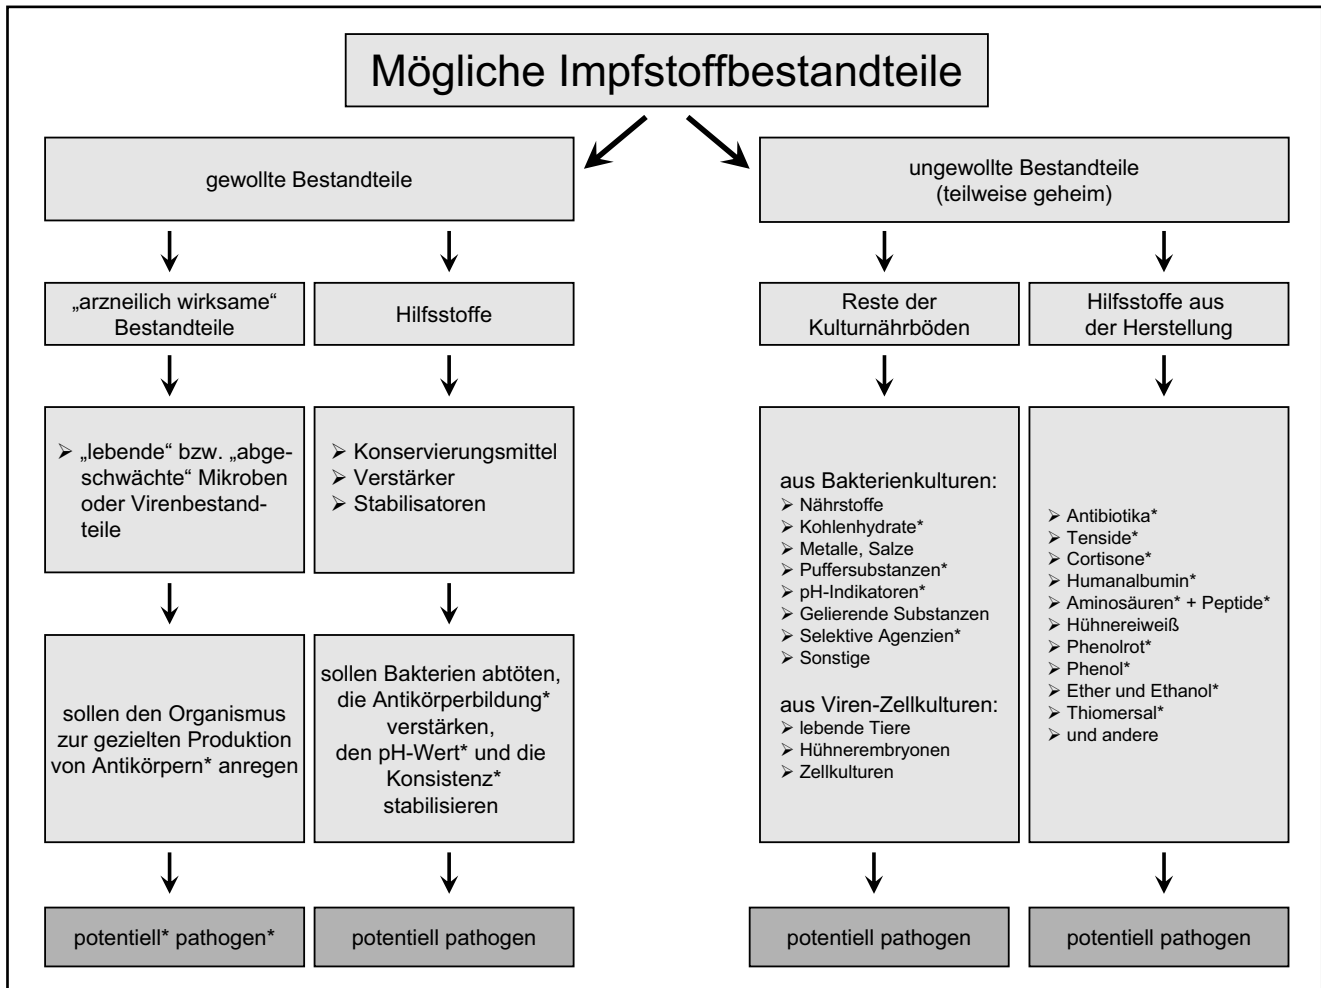 Mögliche Impfstoffbestandteile
gewollte Bestandteile
ungewollte Bestandteile
(teilweise geheim)
„arzneilich wirksame“
Bestandteile
Hilfsstoffe
Reste der
Kulturnährböden
Hilfsstoffe aus
der Herstellung
➢ „lebende“ bzw. „abge-
schwächte“ Mikroben
oder Virenbestand-
teile
➢ Konservierungsmittel
➢ Verstärker
➢ Stabilisatoren
aus Bakterienkulturen:
➢ Nährstoffe
➢ Kohlenhydrate*
➢ Metalle, Salze
➢ Puffersubstanzen*
➢ pH-Indikatoren*
➢ Gelierende Substanzen
➢ Selektive Agenzien*
➢ Sonstige
aus Viren-Zellkulturen:
➢ lebende Tiere
➢ Hühnerembryonen
➢ Zellkulturen
➢ Antibiotika*
➢ Tenside*
➢ Cortisone*
➢ Humanalbumin*
➢ Aminosäuren* + Peptide*
➢ Hühnereiweiß
➢ Phenolrot*
➢ Phenol*
➢ Ether und Ethanol*
➢ Thiomersal*
➢ und andere
sollen den Organismus
zur gezielten Produktion
von Antikörpern* anregen
sollen Bakterien abtöten,
die Antikörperbildung*
verstärken,
den pH-Wert* und die
Konsistenz*
stabilisieren
potentiell* pathogen*
potentiell pathogen
potentiell pathogen
potentiell pathogen